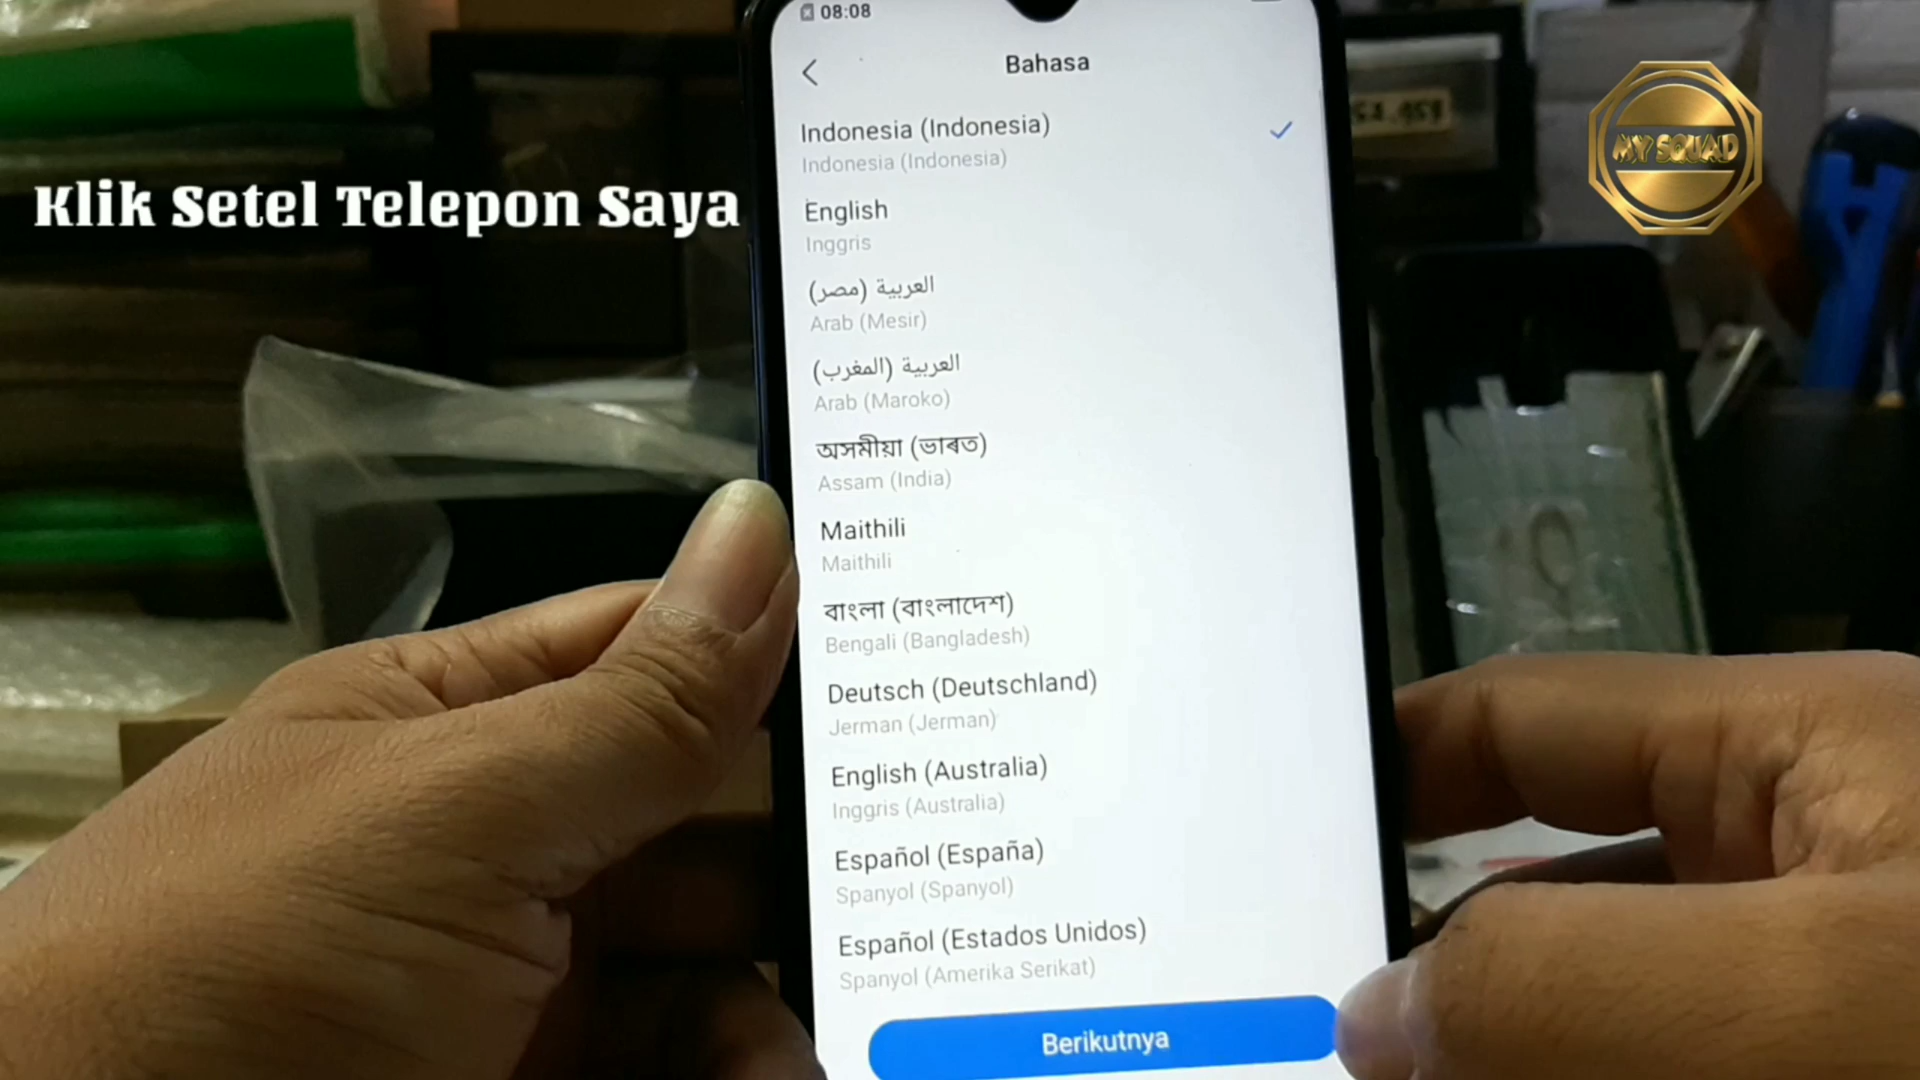 08:08
Bahasa
Klik Setel Telepon Saya
MY SQUAD
Indonesia (Indonesia)
Indonesia (Indonesia)
English
Inggris
العربية (مصر)
Arab (Mesir)
العربية (المغرب)
Arab (Maroko)
অসমীয়া (ভাৰত)
Assam (India)
Maithili
Maithili
বাংলা (বাংলাদেশ)
Bengali (Bangladesh)
Deutsch (Deutschland)
Jerman (Jerman)
English (Australia)
Inggris (Australia)
Español (España)
Spanyol (Spanyol)
Español (Estados Unidos)
Spanyol (Amerika Serikat)
Berikutnya